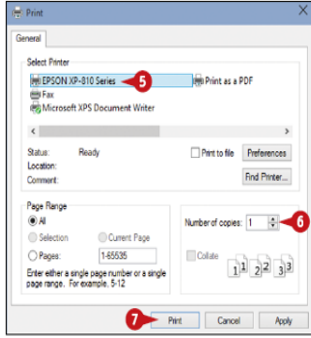 Print
General
Select Printer
EPSON XP-810 Series 5 Print as a PDF
Fax
Microsoft XPS Document Writer
Status: Ready Print to file Preferences
Location:
Comment: Find Printer...
Page Range
All Number of copies: 1 6
Selection Current Page
Pages: 1-65535 Collate
Enter either a single page number or a single 11 22 33
page range. For example, 5-12
7 Print Cancel Apply